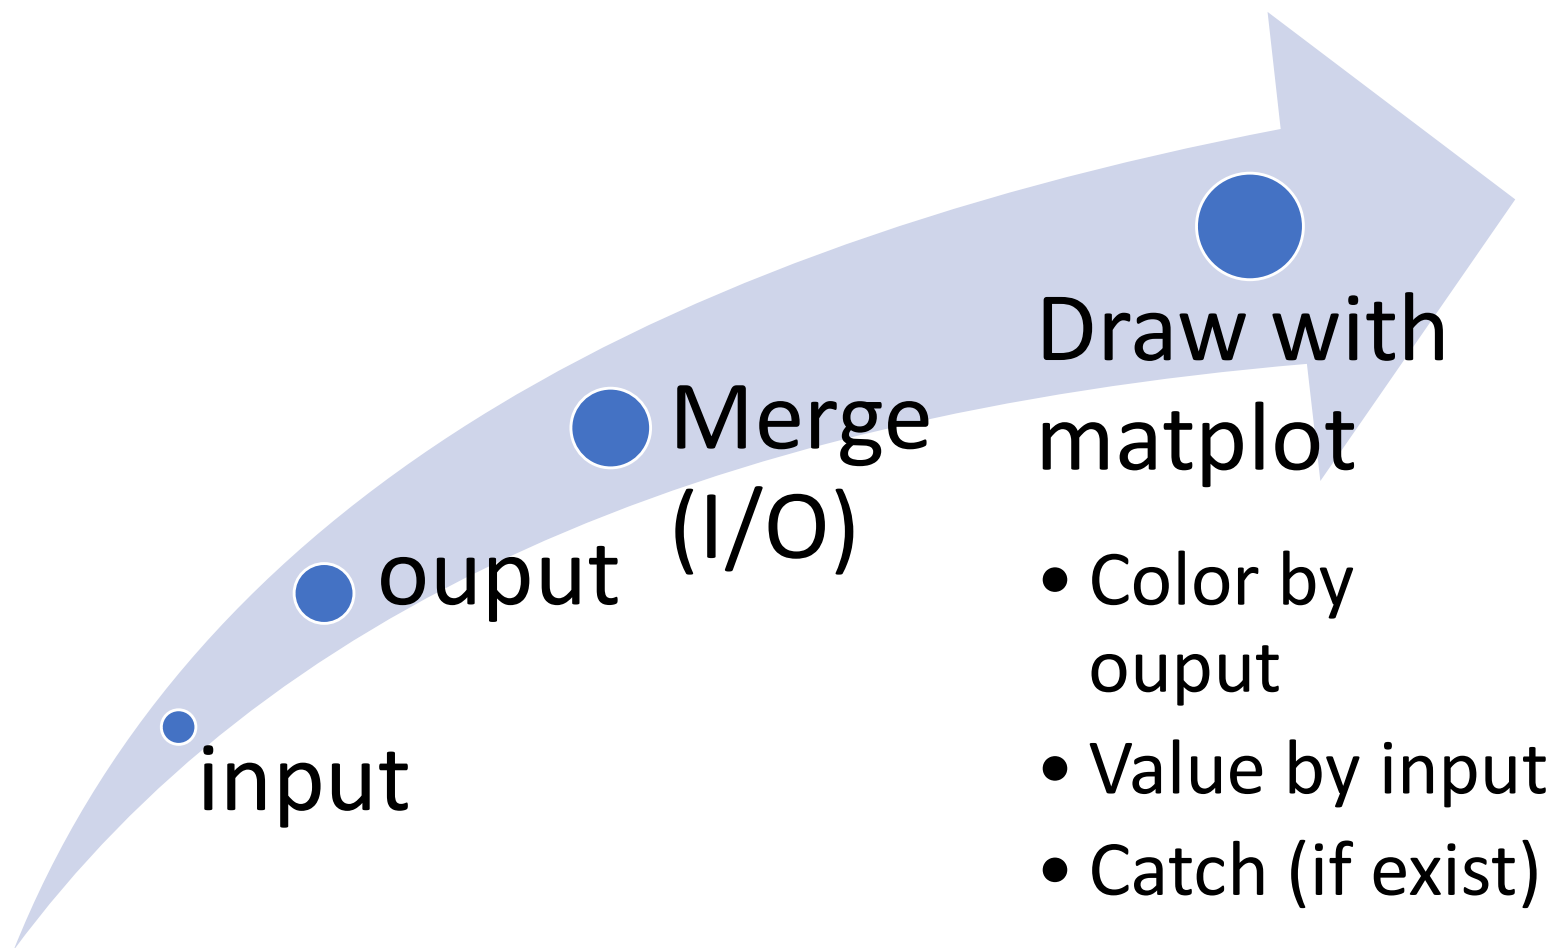 input
ouput
Merge
(I/O)
Draw with
matplot
• Color by
ouput
• Value by input
• Catch (if exist)